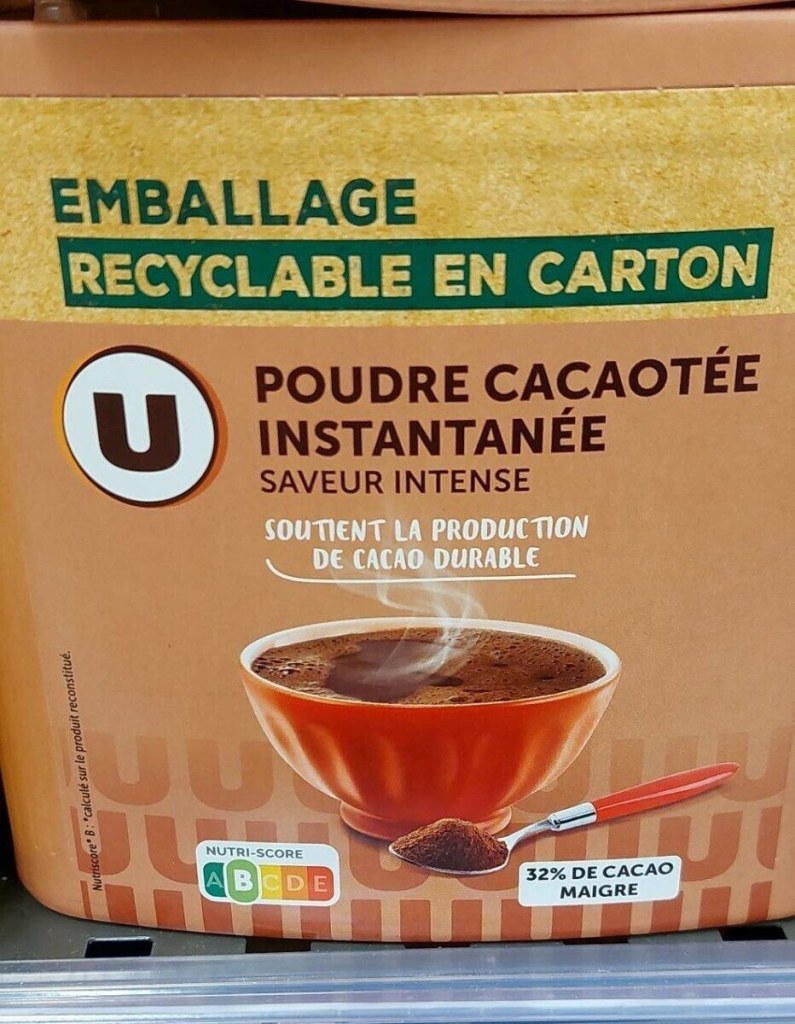 EMBALLAGE
RECYCLABLE EN CARTON
U
POUDRE CACAOTÉE
INSTANTANÉE
SAVEUR INTENSE
SOUTIENT LA PRODUCTION
DE CACAO DURABLE
Nutriscore* B : *calculé sur le produit reconstitué.
NUTRI-SCORE
A B C D E
32% DE CACAO
MAIGRE